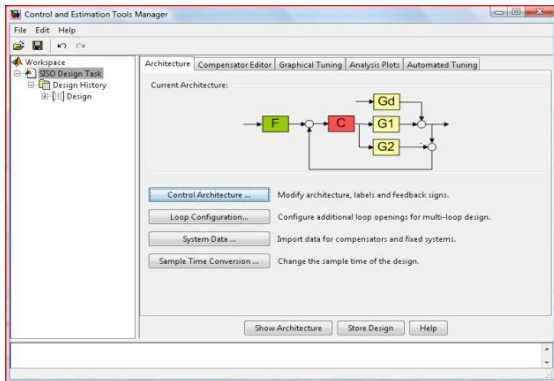 Control and Estimation Tools Manager
File Edit Help
Workspace
SISO Design Task
Design History
Design
Architecture Compensator Editor Graphical Tuning Analysis Plots Automated Tuning
Current Architecture:
Gd
F C G1
G2
Control Architecture ... Modify architecture, labels and feedback signs.
Loop Configuration... Configure additional loop openings for multi-loop design.
System Data ... Import data for compensators and fixed systems.
Sample Time Conversion ... Change the sample time of the design.
Show Architecture Store Design Help